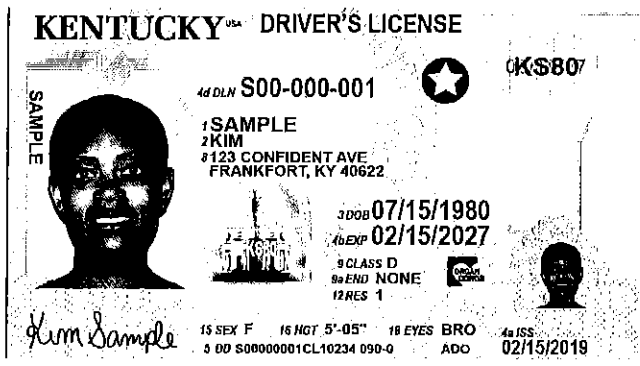 KENTUCKY USA DRIVER'S LICENSE
SAMPLE
4d DLN S00-000-001
K$80
1 SAMPLE
2 KIM
8 123 CONFIDENT AVE
FRANKFORT, KY 40622
3 DOB 07/15/1980
4b EXP 02/15/2027
9 CLASS D
9a END NONE
12 RES 1
ORGAN DONOR
Kim Sample
15 SEX F 16 HGT 5'-05" 18 EYES BRO
5 DD S00000001CL10234 090-0 ADO
4a ISS
02/15/2019